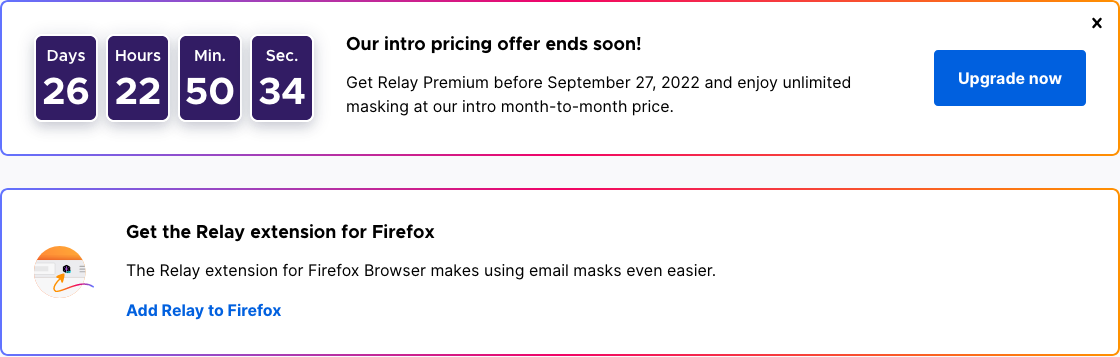 Days Hours Min. Sec.
26 22 50 34
Our intro pricing offer ends soon!
Get Relay Premium before September 27, 2022 and enjoy unlimited
masking at our intro month-to-month price.
Upgrade now
Get the Relay extension for Firefox
The Relay extension for Firefox Browser makes using email masks even easier.
Add Relay to Firefox